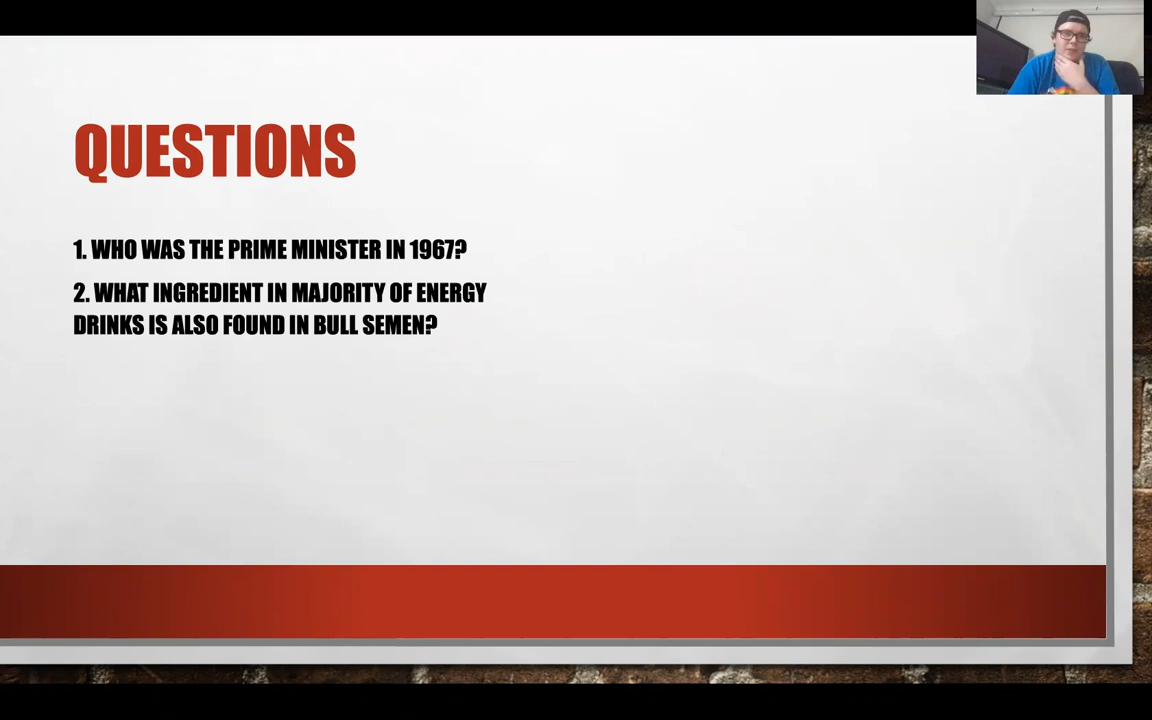 QUESTIONS
1. WHO WAS THE PRIME MINISTER IN 1967?
2. WHAT INGREDIENT IN MAJORITY OF ENERGY
DRINKS IS ALSO FOUND IN BULL SEMEN?